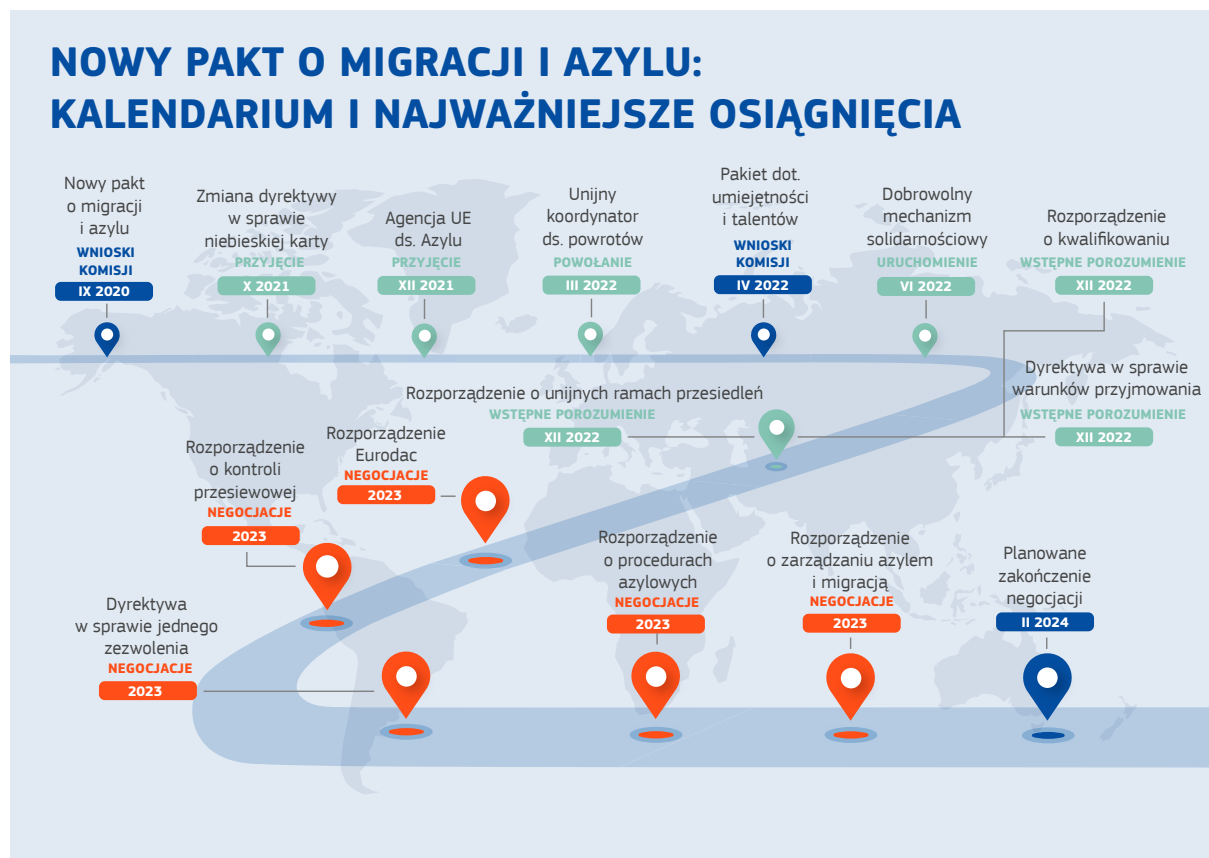 NOWY PAKT O MIGRACJI I AZYLU:
KALENDARIUM I NAJWAŻNIEJSZE OSIĄGNIĘCIA
Nowy pakt
o migracji
i azylu
WNIOSKI
KOMISJI
IX 2020
Zmiana dyrektywy
w sprawie
niebieskiej karty
PRZYJĘCIE
X 2021
Agencja UE
ds. Azylu
PRZYJĘCIE
XII 2021
Unijny
koordynator
ds. powrotów
POWOŁANIE
III 2022
Pakiet dot.
umiejętności
i talentów
WNIOSKI
KOMISJI
IV 2022
Dobrowolny
mechanizm
solidarnościowy
URUCHOMIENIE
VI 2022
Rozporządzenie
o kwalifikowaniu
WSTĘPNE POROZUMIENIE
XII 2022
Dyrektywa w sprawie
warunków przyjmowania
WSTĘPNE POROZUMIENIE
XII 2022
Rozporządzenie o unijnych ramach przesiedleń
WSTĘPNE POROZUMIENIE
XII 2022
Rozporządzenie
Eurodac
NEGOCJACJE
2023
Rozporządzenie
o kontroli
przesiewowej
NEGOCJACJE
2023
Dyrektywa
w sprawie jednego
zezwolenia
NEGOCJACJE
2023
Rozporządzenie
o procedurach
azylowych
NEGOCJACJE
2023
Rozporządzenie
o zarządzaniu azylem
i migracją
NEGOCJACJE
2023
Planowane
zakończenie
negocjacji
II 2024